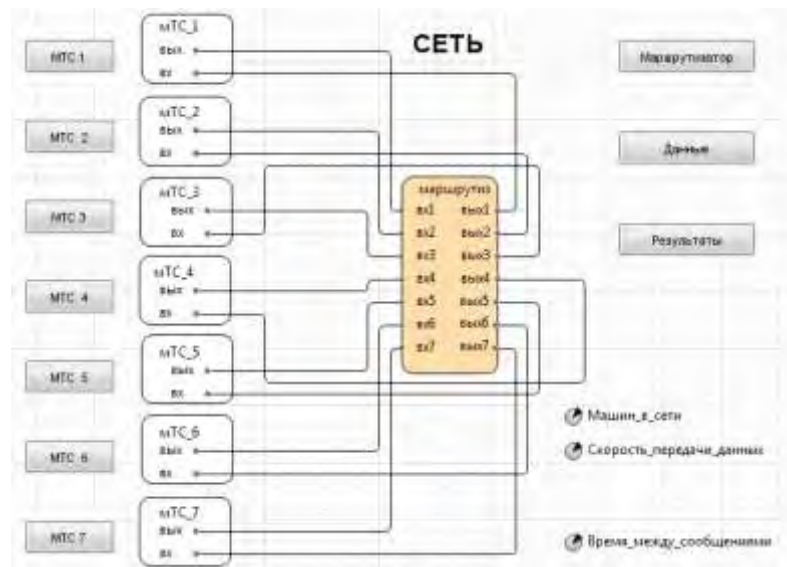 СЕТЬ
МТС 1
мТС_1
вых
вх
МТС 2
мТС_2
вых
вх
МТС 3
мТС_3
вых
вх
МТС 4
мТС_4
вых
вх
МТС 5
мТС_5
вых
вх
МТС 6
мТС_6
вых
вх
МТС 7
мТС_7
вых
вх
маршрутиз
вх1 вых1
вх2 вых2
вх3 вых3
вх4 вых4
вх5 вых5
вх6 вых6
вх7 вых7
Маршрутизатор
Данные
Результаты
Машин_в_сети
Скорость_передачи_данных
Время_между_сообщениями